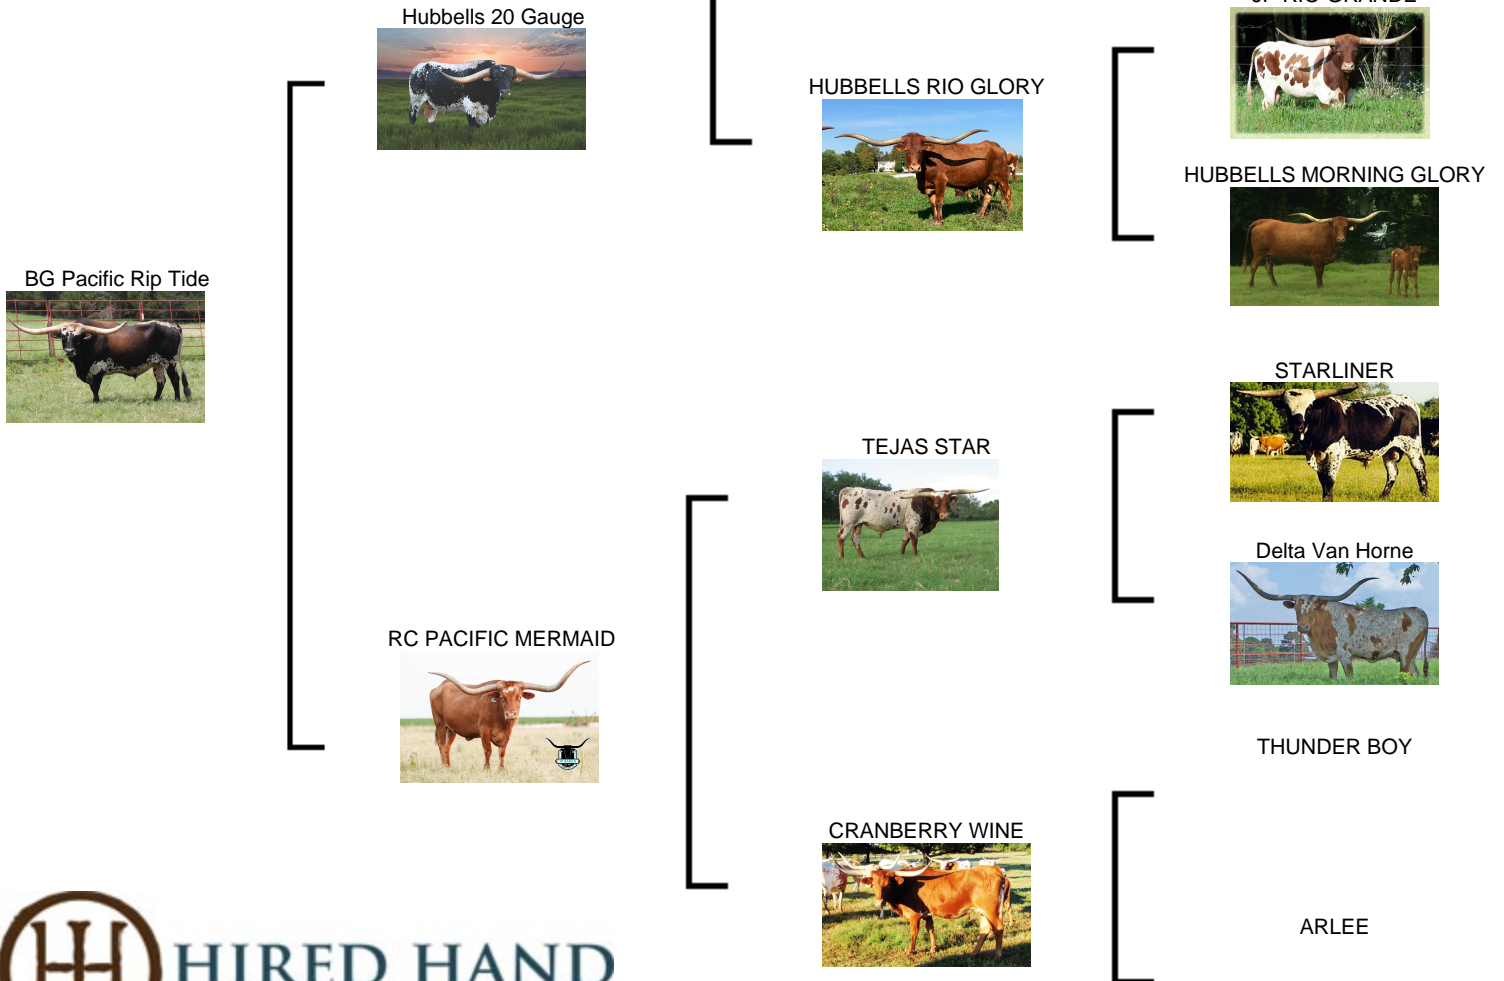 Hubbells 20 Gauge
HUBBELLS RIO GLORY
HUBBELLS MORNING GLORY
BG Pacific Rip Tide
STARLINER
TEJAS STAR
Delta Van Horne
RC PACIFIC MERMAID
THUNDER BOY
CRANBERRY WINE
ARLEE
HIRED HAND